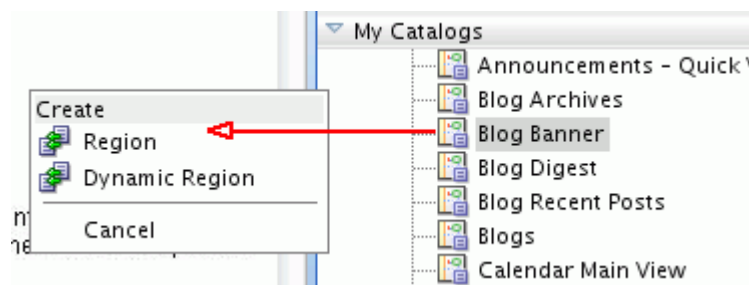 My Catalogs
Announcements - Quick
Blog Archives
Blog Banner
Blog Digest
Blog Recent Posts
Blogs
Calendar Main View
Create
Region
Dynamic Region
Cancel